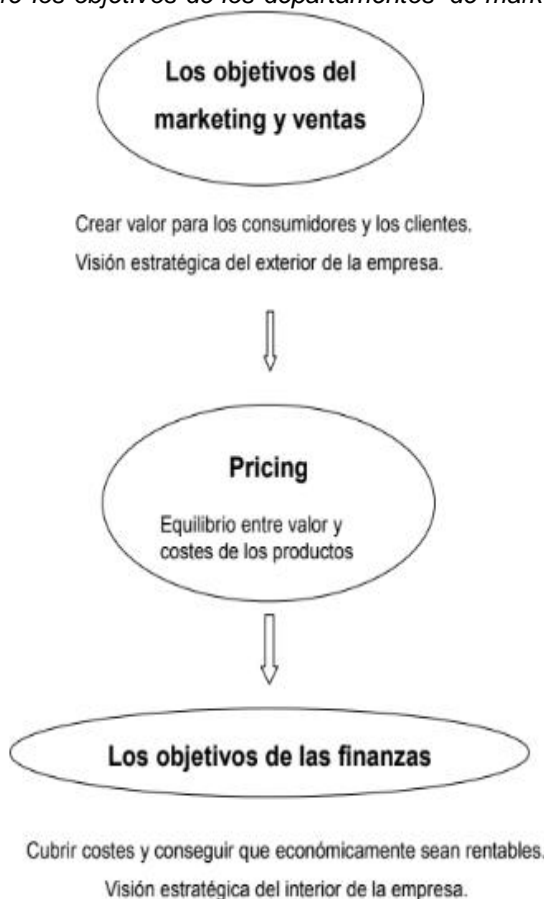 los objetivos de los departamentos de mark
Los objetivos del
marketing y ventas
Crear valor para los consumidores y los clientes.
Visión estratégica del exterior de la empresa.
Pricing
Equilibrio entre valor y
costes de los productos
Los objetivos de las finanzas
Cubrir costes y conseguir que económicamente sean rentables.
Visión estratégica del interior de la empresa.